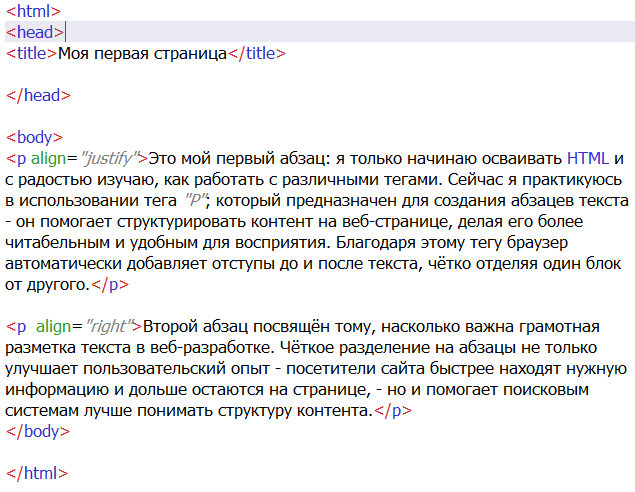 <html>
<head>
<title>Моя первая страница</title>
</head>
<body>
<p align="justify">Это мой первый абзац: я только начинаю осваивать HTML и
с радостью изучаю, как работать с различными тегами. Сейчас я практикуюсь
в использовании тега "P", который предназначен для создания абзацев текста
- он помогает структурировать контент на веб-странице, делая его более
читабельным и удобным для восприятия. Благодаря этому тегу браузер
автоматически добавляет отступы до и после текста, чётко отделяя один блок
от другого.</p>
<p  align="right">Второй абзац посвящён тому, насколько важна грамотная
разметка текста в веб-разработке. Чёткое разделение на абзацы не только
улучшает пользовательский опыт - посетители сайта быстрее находят нужную
информацию и дольше остаются на странице, - но и помогает поисковым
системам лучше понимать структуру контента.</p>
</body>
</html>